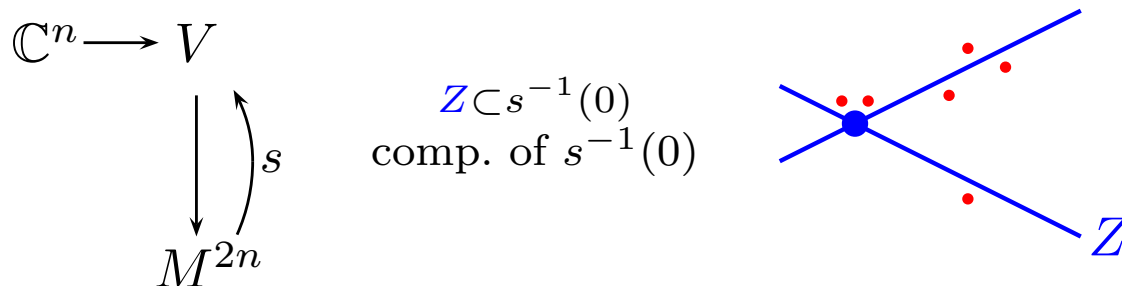 ℂⁿ ⟶ V
s
M²ⁿ
Z⊂s⁻¹(0)
comp. of s⁻¹(0)
Z